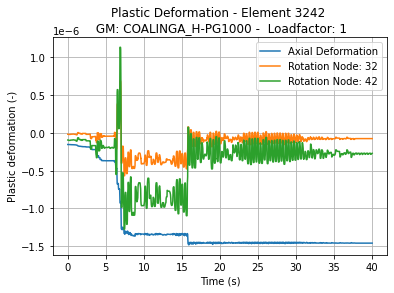 Plastic Deformation - Element 3242
GM: COALINGA_H-PG1000 - Loadfactor: 1
1e−6
Axial Deformation
Rotation Node: 32
Rotation Node: 42
1.0
0.5
0.0
−0.5
−1.0
−1.5
Plastic deformation (-)
0 5 10 15 20 25 30 35 40
Time (s)